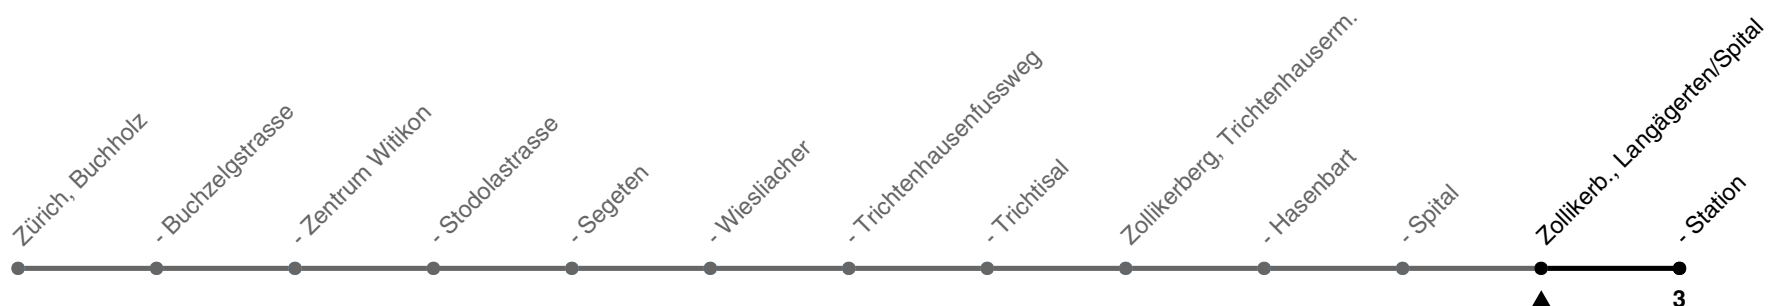 Zürich, Buchholz
- Buchzelgstrasse
- Zentrum Witikon
- Stodolastrasse
- Segeten
- Wiesliacher
- Trichtenhausenfussweg
- Trichtisal
Zollikerberg, Trichtenhauserm.
- Hasenbart
- Spital
Zollikerb., Langägerten/Spital
- Station
3